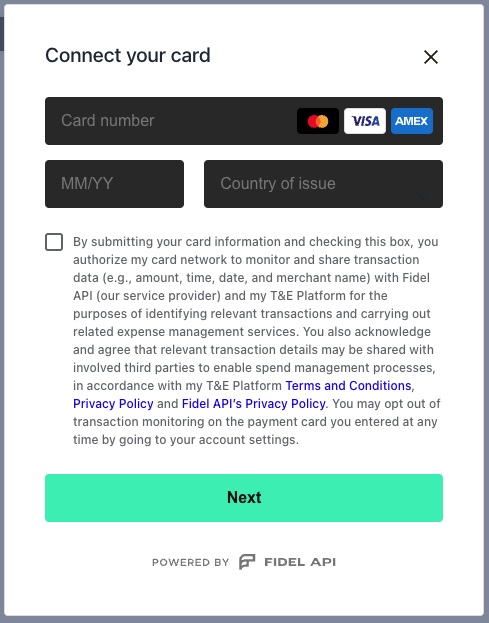 Connect your card
Card number
VISA
AMEX
MM/YY
Country of issue
By submitting your card information and checking this box, you
authorize my card network to monitor and share transaction
data (e.g., amount, time, date, and merchant name) with Fidel
API (our service provider) and my T&E Platform for the
purposes of identifying relevant transactions and carrying out
related expense management services. You also acknowledge
and agree that relevant transaction details may be shared with
involved third parties to enable spend management processes,
in accordance with my T&E Platform Terms and Conditions,
Privacy Policy and Fidel API's Privacy Policy. You may opt out of
transaction monitoring on the payment card you entered at any
time by going to your account settings.
Next
POWERED BY FIDEL API